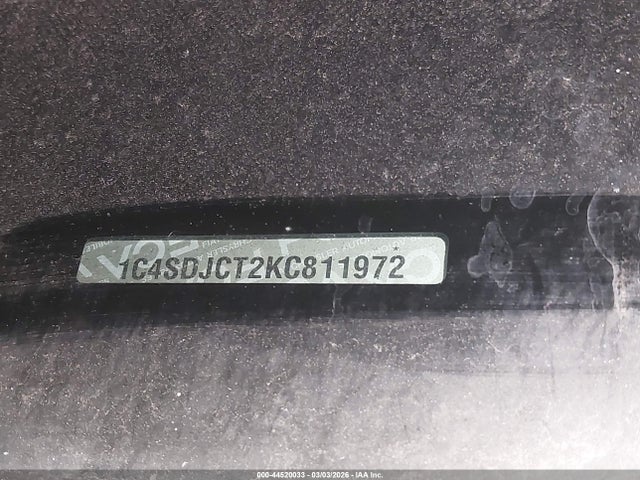 1C4SDJCT2KC811972
000-44520033 - 03/03/2026 - IAA Inc.